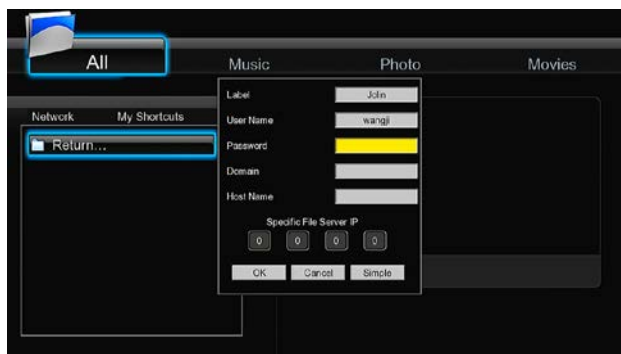 All Music Photo Movies
Network My Shortcuts
Return...
Label John
User Name wangji
Password
Domain
Host Name
Specific File Server IP
0 0 0 0
OK Cancel Simple